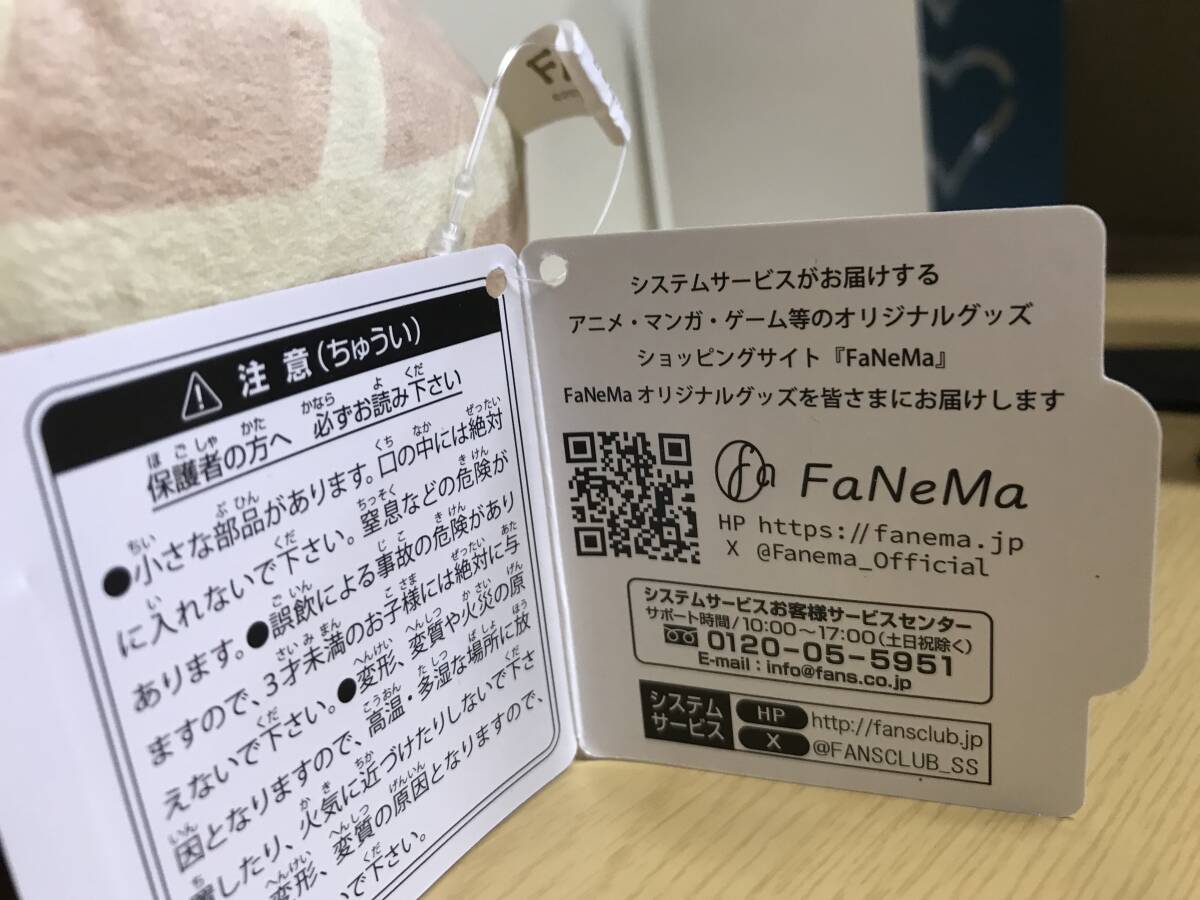 注意(ちゅうい)
保護者の方へ 必ずお読み下さい
●小さな部品があります。口の中には絶対
に入れないで下さい。窒息などの危険が
あります。●誤飲による事故の危険があり
ますので、3才未満のお子様には絶対に与
えないで下さい。●変形、変質や火災の原
因となりますので、高温・多湿な場所に放
置したり、火気に近づけたりしないで下さ
変形、変質の原因となりますので、
で下さい。
システムサービスがお届けする
アニメ・マンガ・ゲーム等のオリジナルグッズ
ショッピングサイト『FaNeMa』
FaNeMa オリジナルグッズを皆さまにお届けします
Fa FaNeMa
HP https://fanema.jp
X @Fanema_Official
システムサービスお客様サービスセンター
サポート時間/10:00〜17:00(土日祝除く)
0120-05-5951
E-mail : info@fans.co.jp
システム
サービス
HP http://fansclub.jp
X @FANSCLUB_SS